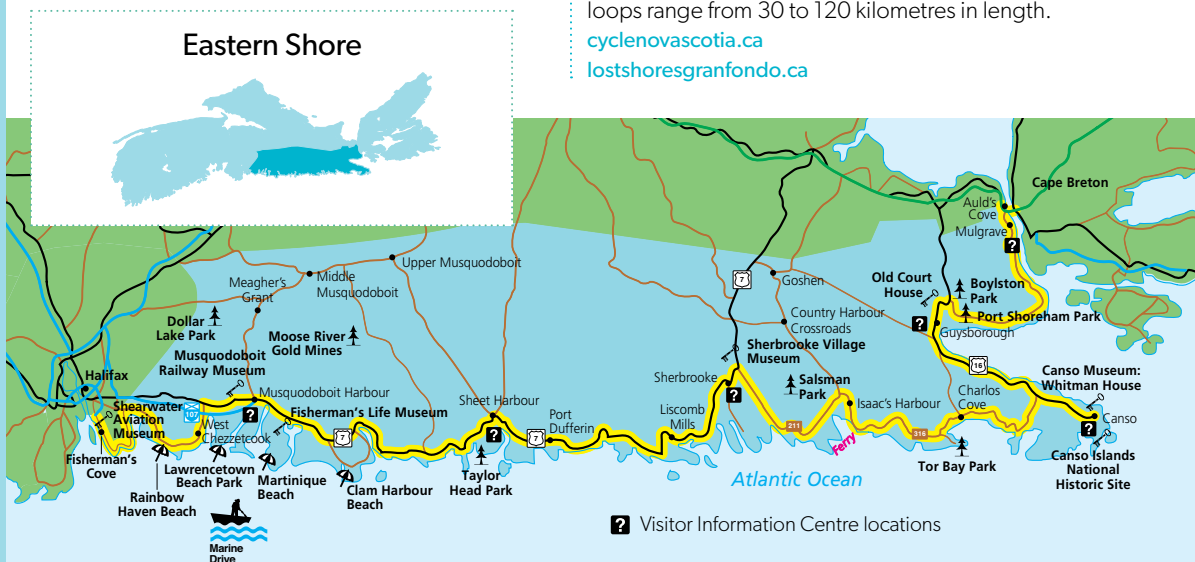 loops range from 30 to 120 kilometres in length.
cyclenovascotia.ca
lostshoresgranfondo.ca
Eastern Shore
Cape Breton
Auld's
Cove
Mulgrave
?
Upper Musquodoboit
Middle
Musquodoboit
Meagher's
Grant
7
Goshen
Old Court
House
Boylston
Park
Port Shoreham Park
?
Guysborough
Dollar
Lake Park
Moose River
Gold Mines
Country Harbour
Crossroads
Sherbrooke Village
Museum
Musquodoboit
Railway Museum
16
Canso Museum:
Whitman House
Halifax
Musquodoboit Harbour
Sherbrooke
?
Salsman
Park
Charlos
Cove
Shearwater
Aviation
Museum
107
?
Fisherman's Life Museum
Sheet Harbour
Isaac's Harbour
Canso
?
West
Chezzetcook
7
?
7
Port
Dufferin
Liscomb
Mills
211
316
Ferry
Fisherman's
Cove
Lawrencetown
Beach Park
Martinique
Beach
Clam Harbour
Beach
Taylor
Head Park
Tor Bay Park
Canso Islands
National
Historic Site
Rainbow
Haven Beach
Atlantic Ocean
Marine
Drive
? Visitor Information Centre locations